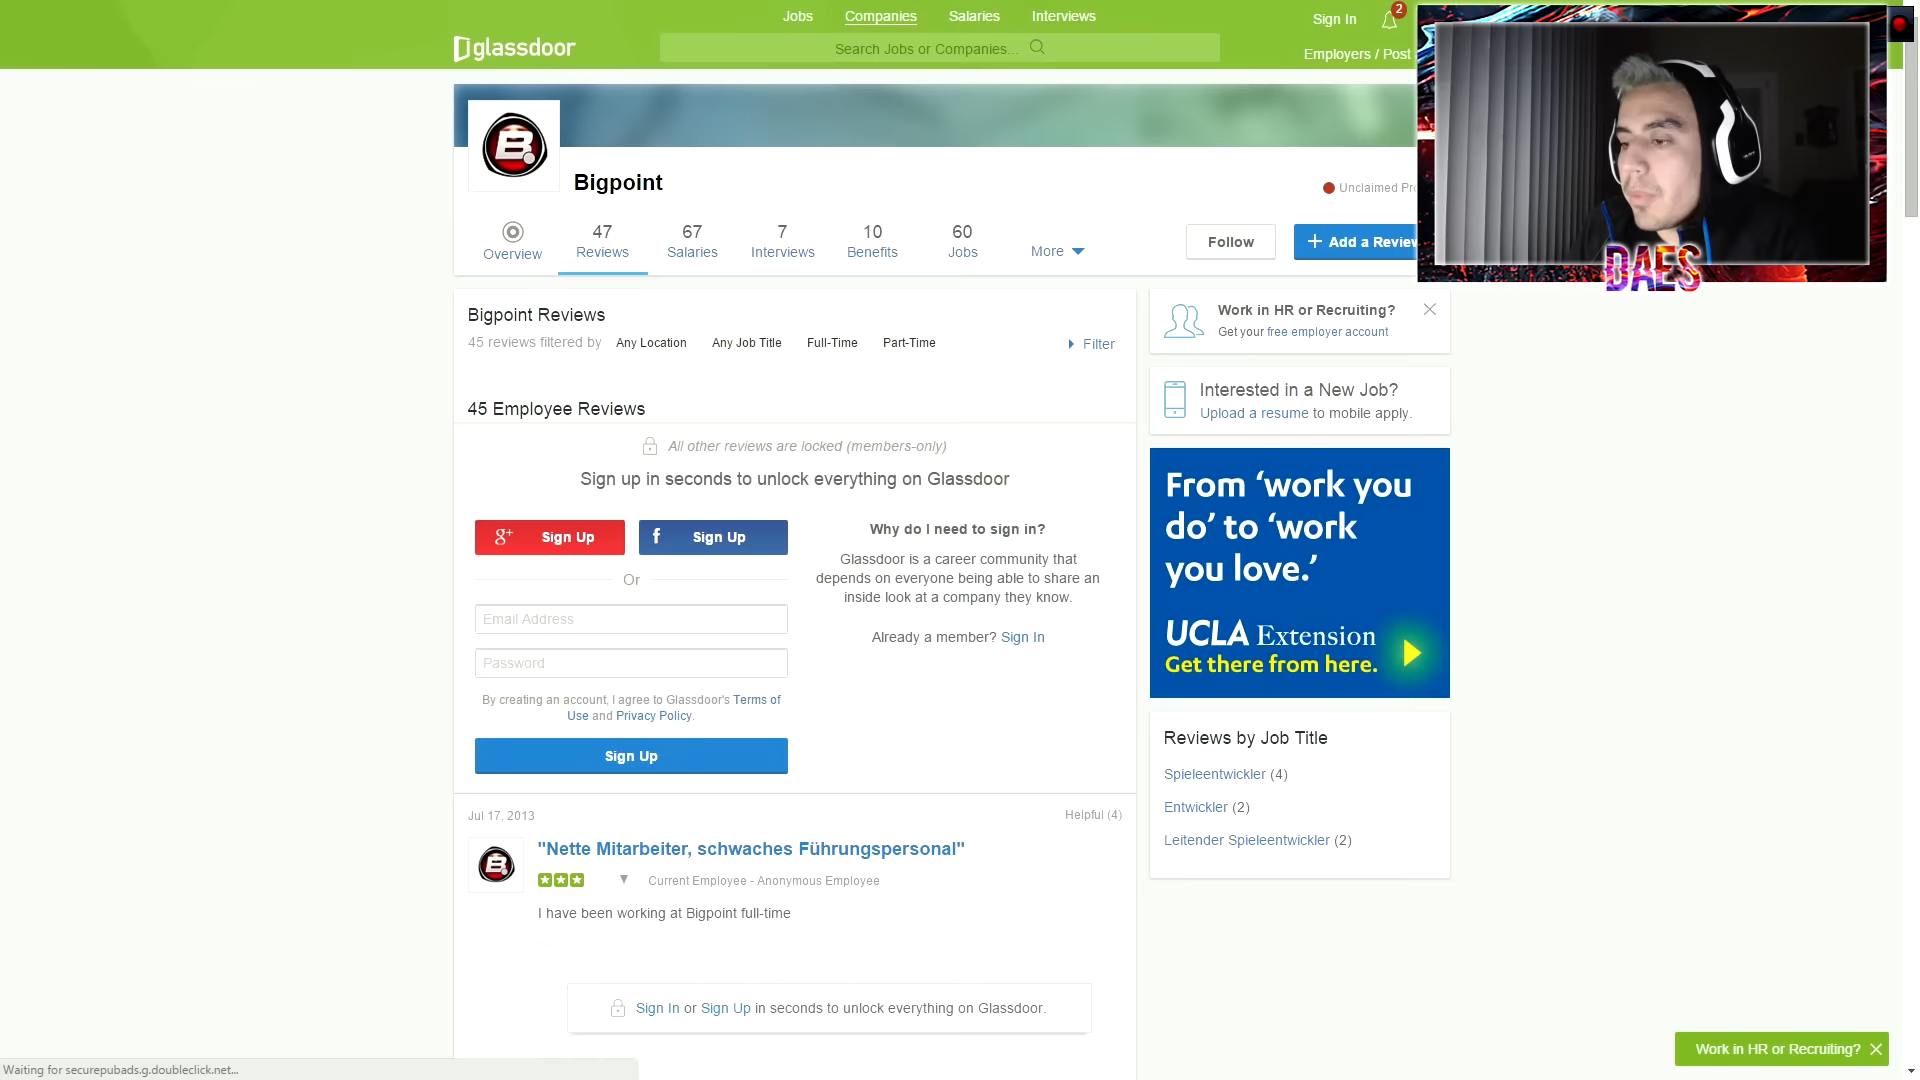 Jobs
Companies
Salaries
Interviews
Sign In
2
glassdoor
Search Jobs or Companies...
Employers / Post
B
Bigpoint
Unclaimed Pro
47
67
7
10
60
Overview
Reviews
Salaries
Interviews
Benefits
Jobs
More
Follow
+ Add a Review
DAES
Bigpoint Reviews
45 reviews filtered by Any Location Any Job Title Full-Time Part-Time
Filter
45 Employee Reviews
All other reviews are locked (members-only)
Sign up in seconds to unlock everything on Glassdoor
g+ Sign Up
f Sign Up
Or
Email Address
Password
By creating an account, I agree to Glassdoor's Terms of
Use and Privacy Policy.
Sign Up
Why do I need to sign in?
Glassdoor is a career community that
depends on everyone being able to share an
inside look at a company they know.
Already a member? Sign In
Work in HR or Recruiting?
Get your free employer account
Interested in a New Job?
Upload a resume to mobile apply.
From ‘work you
do’ to ‘work
you love.’
UCLA Extension
Get there from here.
Reviews by Job Title
Spieleentwickler (4)
Entwickler (2)
Leitender Spieleentwickler (2)
Jul 17, 2013
Helpful (4)
B
"Nette Mitarbeiter, schwaches Führungspersonal"
Current Employee - Anonymous Employee
I have been working at Bigpoint full-time
Sign In or Sign Up in seconds to unlock everything on Glassdoor.
Work in HR or Recruiting?
Waiting for securepubads.g.doubleclick.net...